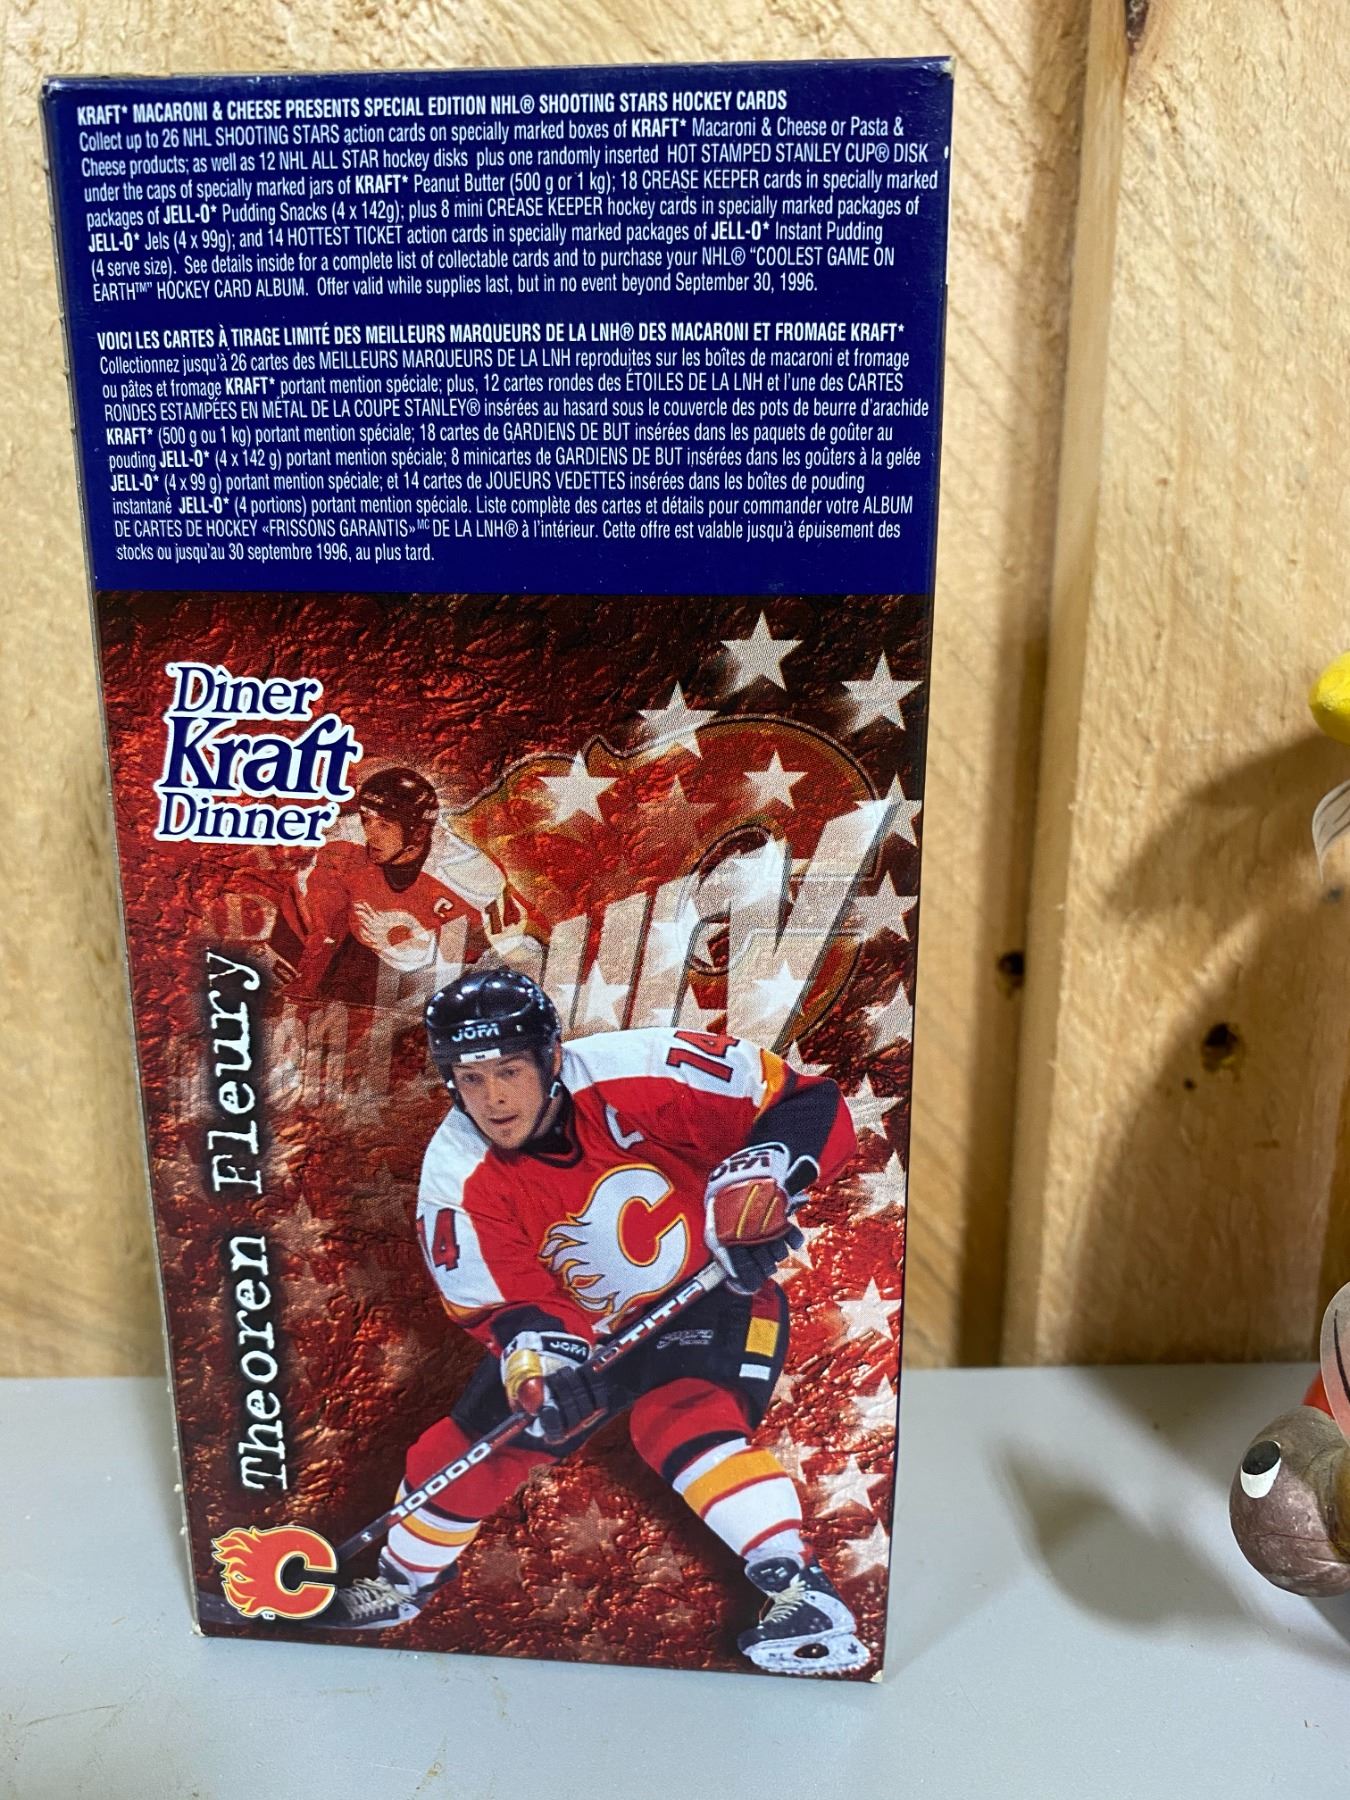 KRAFT* MACARONI & CHEESE PRESENTS SPECIAL EDITION NHL® SHOOTING STARS HOCKEY CARDS
Collect up to 26 NHL SHOOTING STARS action cards on specially marked boxes of KRAFT* Macaroni & Cheese or Pasta &
Cheese products; as well as 12 NHL ALL STAR hockey disks plus one randomly inserted HOT STAMPED STANLEY CUP® DISK
under the caps of specially marked jars of KRAFT* Peanut Butter (500 g or 1 kg); 18 CREASE KEEPER cards in specially marked
packages of JELL-O* Pudding Snacks (4 x 142g); plus 8 mini CREASE KEEPER hockey cards in specially marked packages of
JELL-O* Jels (4 x 99g); and 14 HOTTEST TICKET action cards in specially marked packages of JELL-O* Instant Pudding
(4 serve size). See details inside for a complete list of collectable cards and to purchase your NHL® "COOLEST GAME ON
EARTH™" HOCKEY CARD ALBUM. Offer valid while supplies last, but in no event beyond September 30, 1996.
VOICI LES CARTES À TIRAGE LIMITÉ DES MEILLEURS MARQUEURS DE LA LNH® DES MACARONI ET FROMAGE KRAFT*
Collectionnez jusqu'à 26 cartes des MEILLEURS MARQUEURS DE LA LNH reproduites sur les boîtes de macaroni et fromage
ou pâtes et fromage KRAFT* portant mention spéciale; plus, 12 cartes rondes des ÉTOILES DE LA LNH et l'une des CARTES
RONDES ESTAMPÉES EN MÉTAL DE LA COUPE STANLEY® insérées au hasard sous le couvercle des pots de beurre d'arachide
KRAFT* (500 g ou 1 kg) portant mention spéciale; 18 cartes de GARDIENS DE BUT insérées dans les paquets de goûter au
pouding JELL-O* (4 x 142 g) portant mention spéciale; 8 minicartes de GARDIENS DE BUT insérées dans les goûters à la gelée
JELL-O* (4 x 99 g) portant mention spéciale; et 14 cartes de JOUEURS VEDETTES insérées dans les boîtes de pouding
instantané JELL-O* (4 portions) portant mention spéciale. Liste complète des cartes et détails pour commander votre ALBUM
DE CARTES DE HOCKEY «FRISSONS GARANTIS»MC DE LA LNH® à l'intérieur. Cette offre est valable jusqu'à épuisement des
stocks ou jusqu'au 30 septembre 1996, au plus tard.
Dîner
Kraft
Dinner
Theoren Fleury
C
14
JOFA
14
C
JOFA
14
C
TITAN
JOFA
10000
C